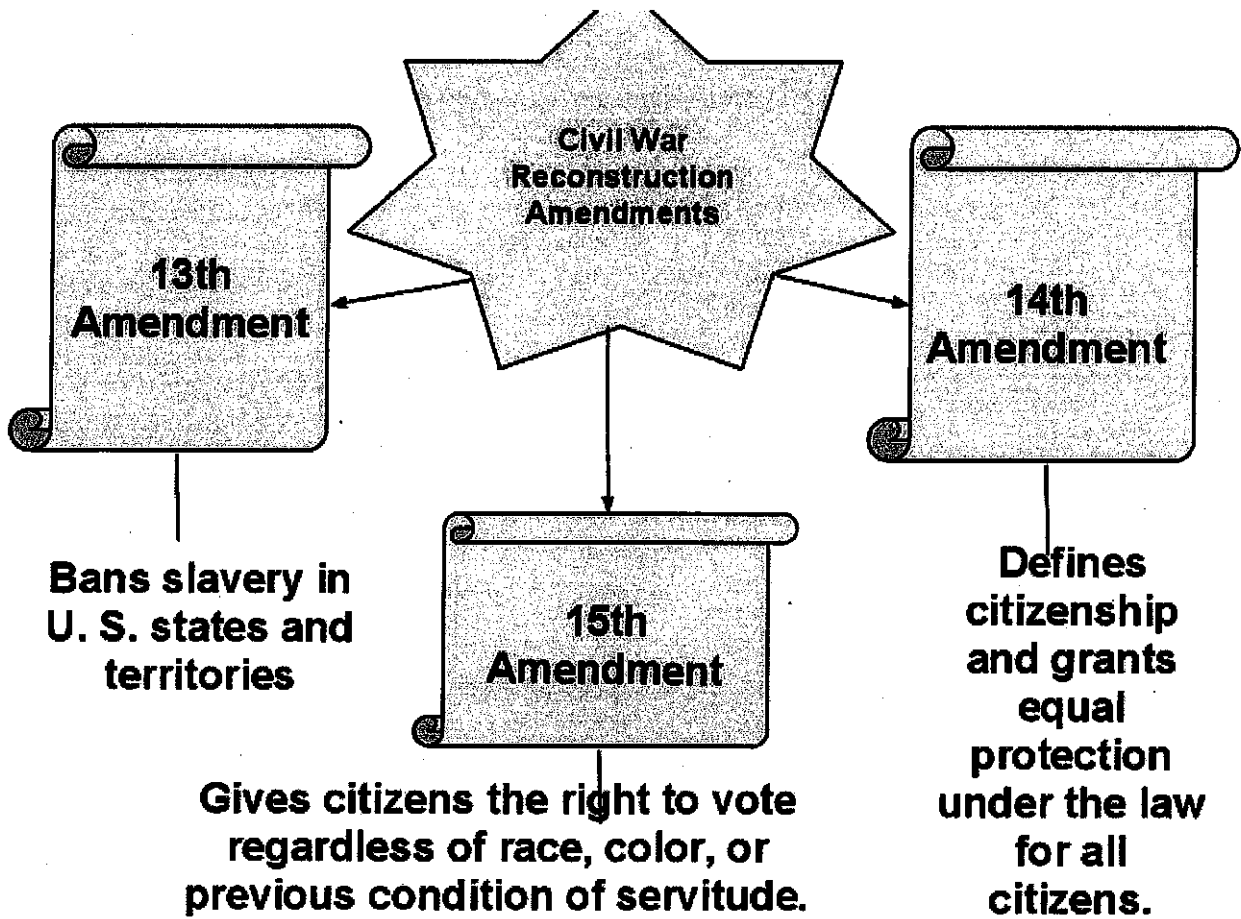 Civil War
Reconstruction
Amendments
13th
Amendment
Bans slavery in
U. S. states and
territories
15th
Amendment
Gives citizens the right to vote
regardless of race, color, or
previous condition of servitude.
14th
Amendment
Defines
citizenship
and grants
equal
protection
under the law
for all
citizens.